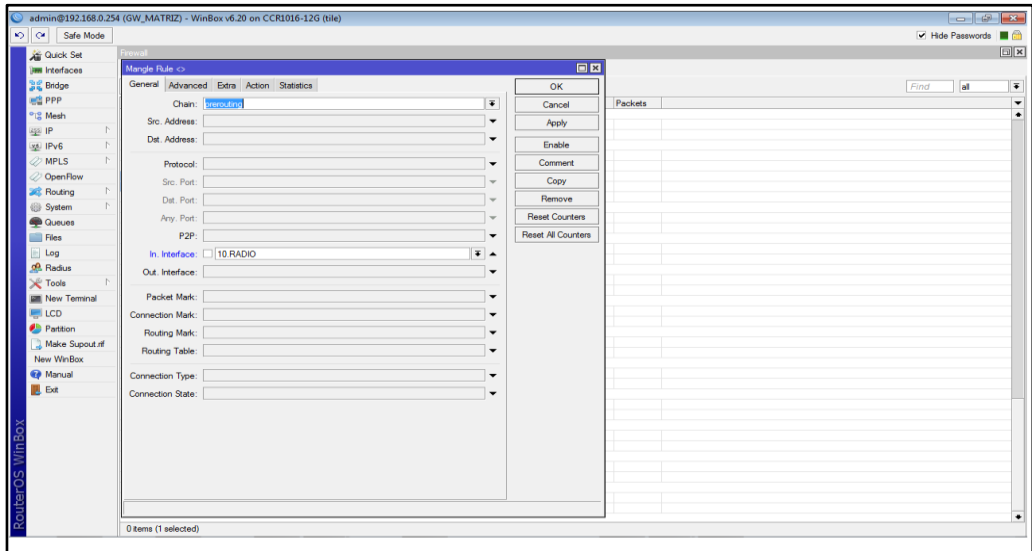 admin@192.168.0.254 (GW_MATRIZ) - WinBox v6.20 on CCR1016-12G (tile)
Safe Mode
Hide Passwords
Quick Set
Interfaces
Bridge
PPP
Mesh
IP
IPv6
MPLS
OpenFlow
Routing
System
Queues
Files
Log
Radius
Tools
New Terminal
LCD
Partition
Make Supout.rif
New WinBox
Manual
Exit
RouterOS WinBox
Firewall
Mangle Rule <>
General Advanced Extra Action Statistics
Chain: prerouting
Src. Address:
Dst. Address:
Protocol:
Src. Port:
Dst. Port:
Any. Port:
P2P:
In. Interface: 10.RADIO
Out. Interface:
Packet Mark:
Connection Mark:
Routing Mark:
Routing Table:
Connection Type:
Connection State:
OK
Cancel
Apply
Enable
Comment
Copy
Remove
Reset Counters
Reset All Counters
Find all
Packets
0 items (1 selected)